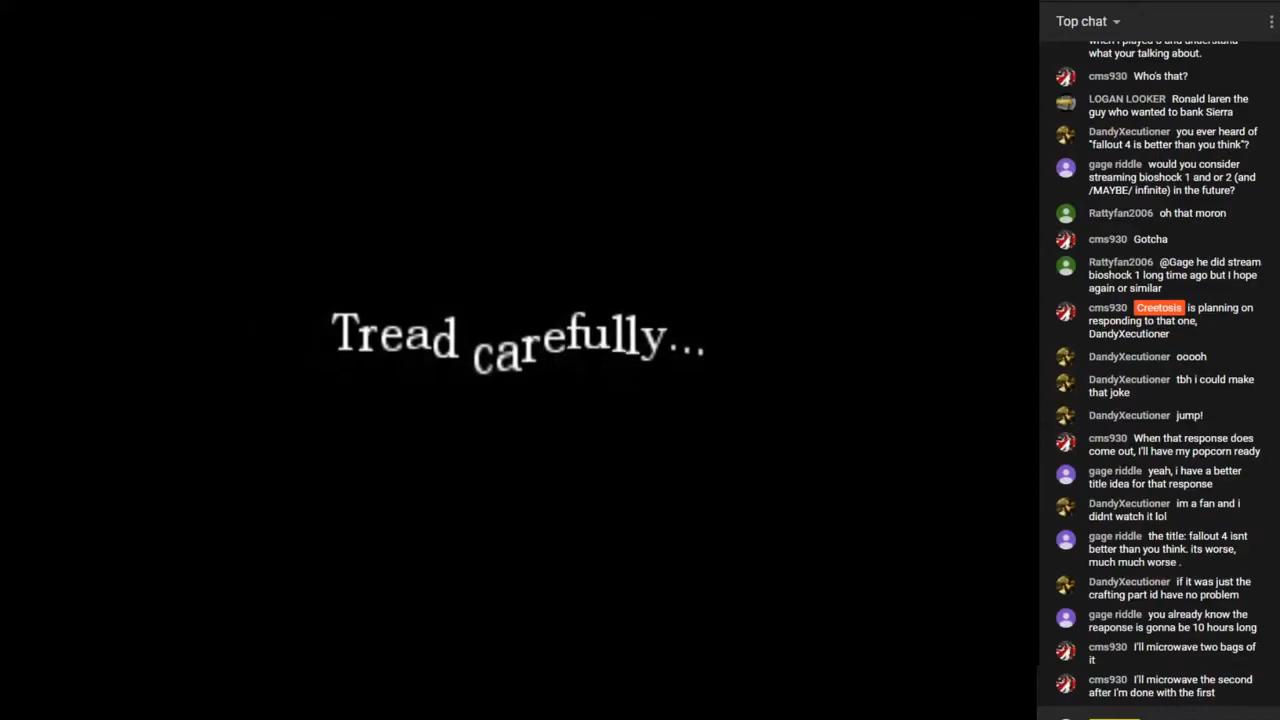 Tread carefully...
Top chat
what your talking about.
cms930 Who's that?
LOGAN LOOKER Ronald laren the
guy who wanted to bank Sierra
DandyXecutioner you ever heard of
"fallout 4 is better than you think"?
gage riddle would you consider
streaming bioshock 1 and or 2 (and
/MAYBE/ infinite) in the future?
Rattyfan2006 oh that moron
cms930 Gotcha
Rattyfan2006 @Gage he did stream
bioshock 1 long time ago but I hope
again or similar
cms930 Creetosis is planning on
responding to that one,
DandyXecutioner
DandyXecutioner ooooh
DandyXecutioner tbh i could make
that joke
DandyXecutioner jump!
cms930 When that response does
come out, I'll have my popcorn ready
gage riddle yeah, i have a better
title idea for that response
DandyXecutioner im a fan and i
didnt watch it lol
gage riddle the title: fallout 4 isnt
better than you think. its worse,
much much worse .
DandyXecutioner if it was just the
crafting part id have no problem
gage riddle you already know the
reaponse is gonna be 10 hours long
cms930 I'll microwave two bags of
it
cms930 I'll microwave the second
after I'm done with the first